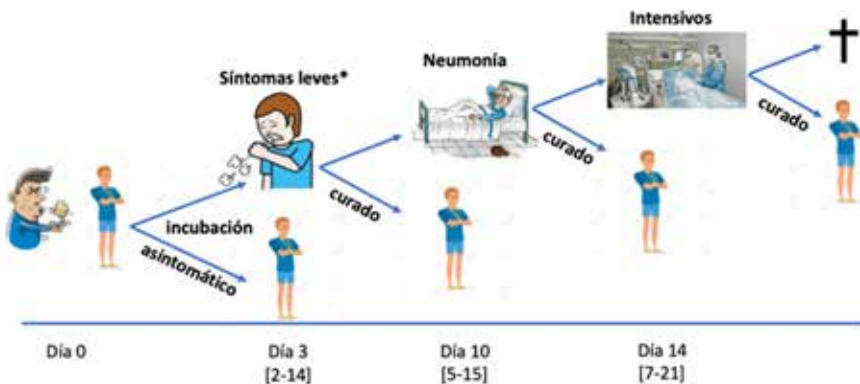 Intensivos
Neumonía
Síntomas leves*
curado
curado
curado
incubación
asintomático
Día 0
Día 3
[2-14]
Día 10
[5-15]
Día 14
[7-21]